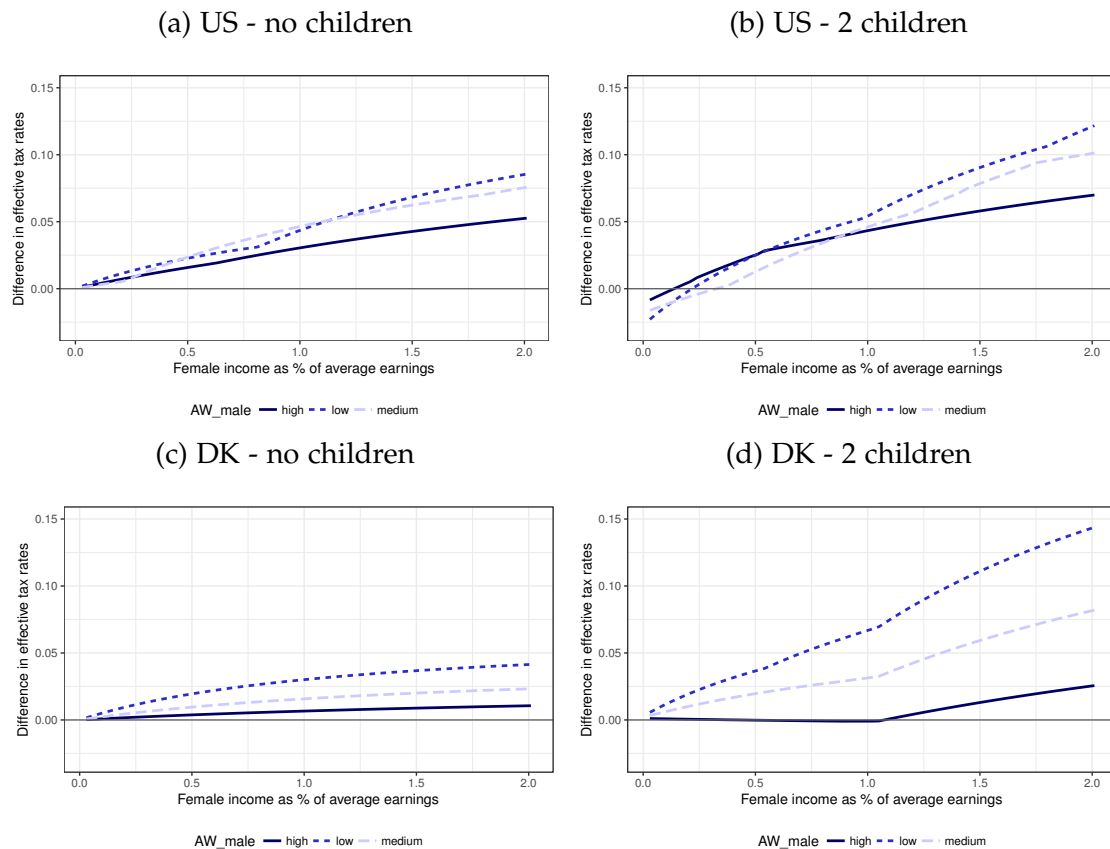 (a) US - no children
0.15
0.10
0.05
0.00
Difference in effective tax rates
0.0 0.5 1.0 1.5 2.0
Female income as % of average earnings
AW_male high low medium
(b) US - 2 children
0.15
0.10
0.05
0.00
Difference in effective tax rates
0.0 0.5 1.0 1.5 2.0
Female income as % of average earnings
AW_male high low medium
(c) DK - no children
0.15
0.10
0.05
0.00
Difference in effective tax rates
0.0 0.5 1.0 1.5 2.0
Female income as % of average earnings
AW_male high low medium
(d) DK - 2 children
0.15
0.10
0.05
0.00
Difference in effective tax rates
0.0 0.5 1.0 1.5 2.0
Female income as % of average earnings
AW_male high low medium